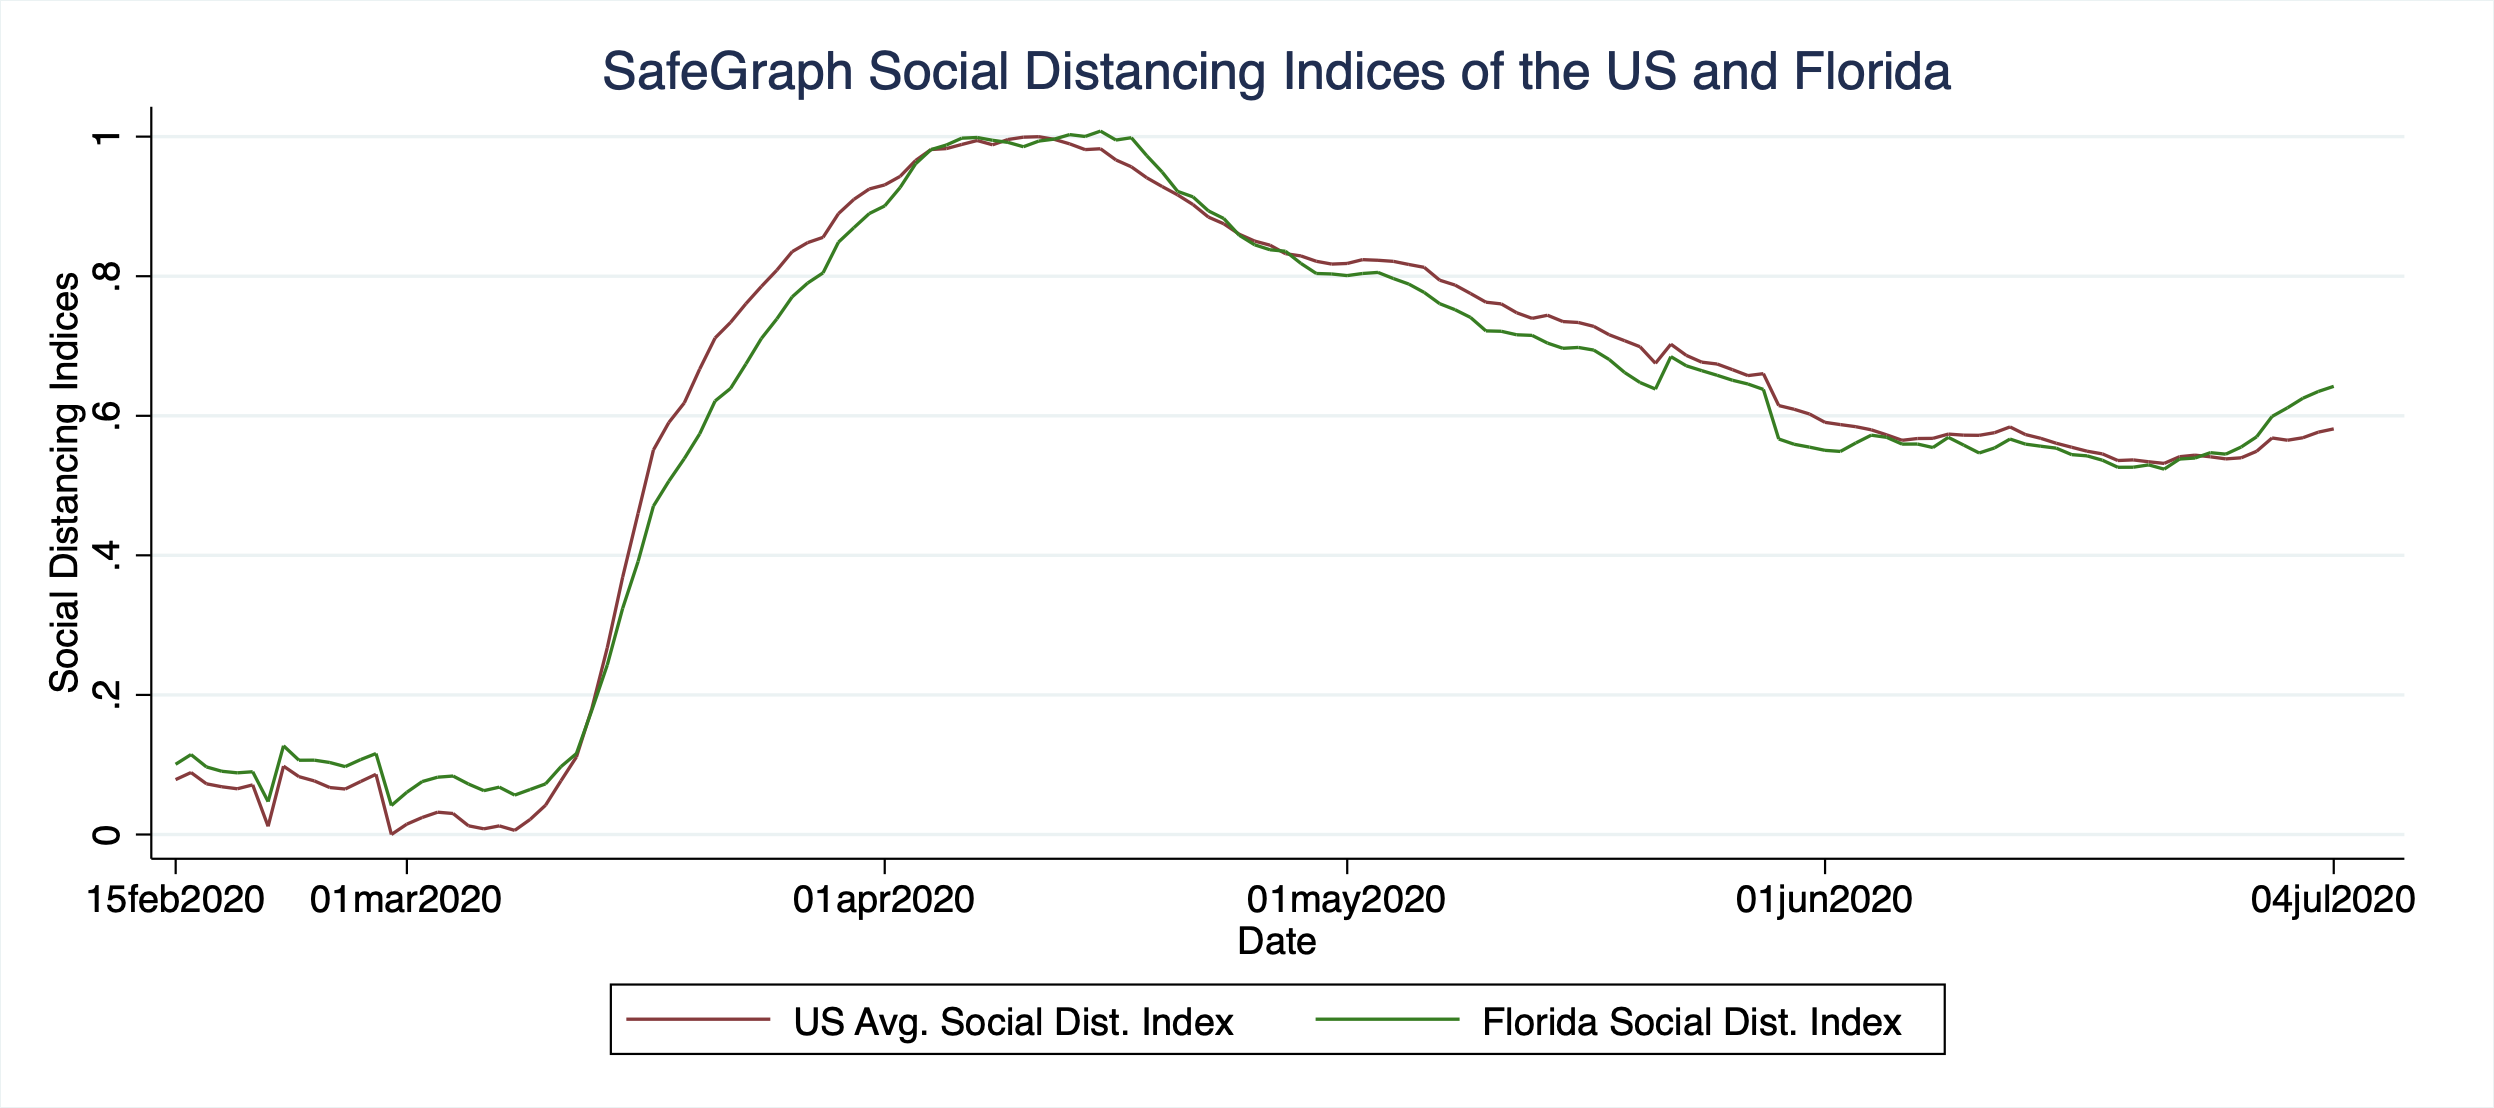 SafeGraph Social Distancing Indices of the US and Florida
Social Distancing Indices
1
.8
.6
.4
.2
0
15feb2020 01mar2020 01apr2020 01may2020 01jun2020 04jul2020
Date
US Avg. Social Dist. Index Florida Social Dist. Index